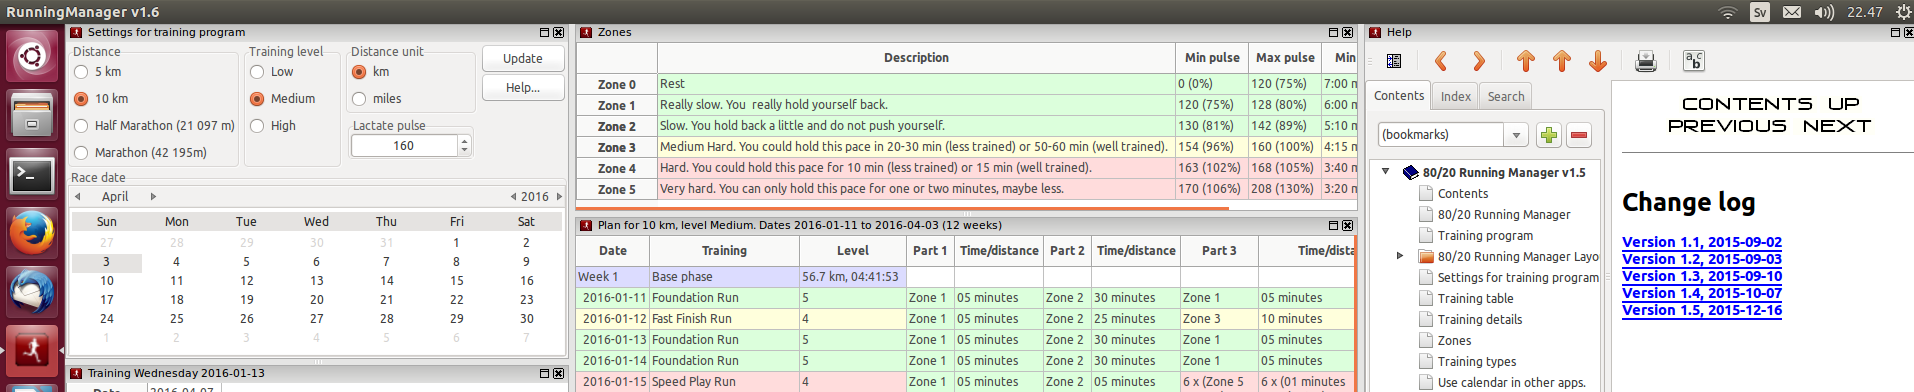 RunningManager v1.6
Sv
22.47
Settings for training program
Distance
5 km
10 km
Half Marathon (21 097 m)
Marathon (42 195m)
Training level
Low
Medium
High
Distance unit
km
miles
Lactate pulse
160
Update
Help...
Race date
April
2016
Sun Mon Tue Wed Thu Fri Sat
27 28 29 30 31 1 2
3 4 5 6 7 8 9
10 11 12 13 14 15 16
17 18 19 20 21 22 23
24 25 26 27 28 29 30
1 2 3 4 5 6 7
Training Wednesday 2016-01-13
Zones
Description Min pulse Max pulse Min
Zone 0 Rest 0 (0%) 120 (75%) 7:00 m
Zone 1 Really slow. You really hold yourself back. 120 (75%) 128 (80%) 6:00 m
Zone 2 Slow. You hold back a little and do not push yourself. 130 (81%) 142 (89%) 5:10 m
Zone 3 Medium Hard. You could hold this pace in 20-30 min (less trained) or 50-60 min (well trained). 154 (96%) 160 (100%) 4:15 m
Zone 4 Hard. You could hold this pace for 10 min (less trained) or 15 min (well trained). 163 (102%) 168 (105%) 3:40 m
Zone 5 Very hard. You can only hold this pace for one or two minutes, maybe less. 170 (106%) 208 (130%) 3:20 m
Plan for 10 km, level Medium. Dates 2016-01-11 to 2016-04-03 (12 weeks)
Date Training Level Part 1 Time/distance Part 2 Time/distance Part 3 Time/dista
Week 1 Base phase 56.7 km, 04:41:53
2016-01-11 Foundation Run 5 Zone 1 05 minutes Zone 2 30 minutes Zone 1 05 minutes
2016-01-12 Fast Finish Run 4 Zone 1 05 minutes Zone 2 25 minutes Zone 3 10 minutes
2016-01-13 Foundation Run 5 Zone 1 05 minutes Zone 2 30 minutes Zone 1 05 minutes
2016-01-14 Foundation Run 5 Zone 1 05 minutes Zone 2 30 minutes Zone 1 05 minutes
2016-01-15 Speed Play Run 4 Zone 1 05 minutes Zone 2 05 minutes 6 x (Zone 5 6 x (01 minutes
Help
Contents Index Search
(bookmarks)
80/20 Running Manager v1.5
Contents
80/20 Running Manager
Training program
80/20 Running Manager Layo
Settings for training program
Training table
Training details
Zones
Training types
Use calendar in other apps.
CONTENTS UP
PREVIOUS NEXT
Change log
Version 1.1, 2015-09-02
Version 1.2, 2015-09-03
Version 1.3, 2015-09-10
Version 1.4, 2015-10-07
Version 1.5, 2015-12-16